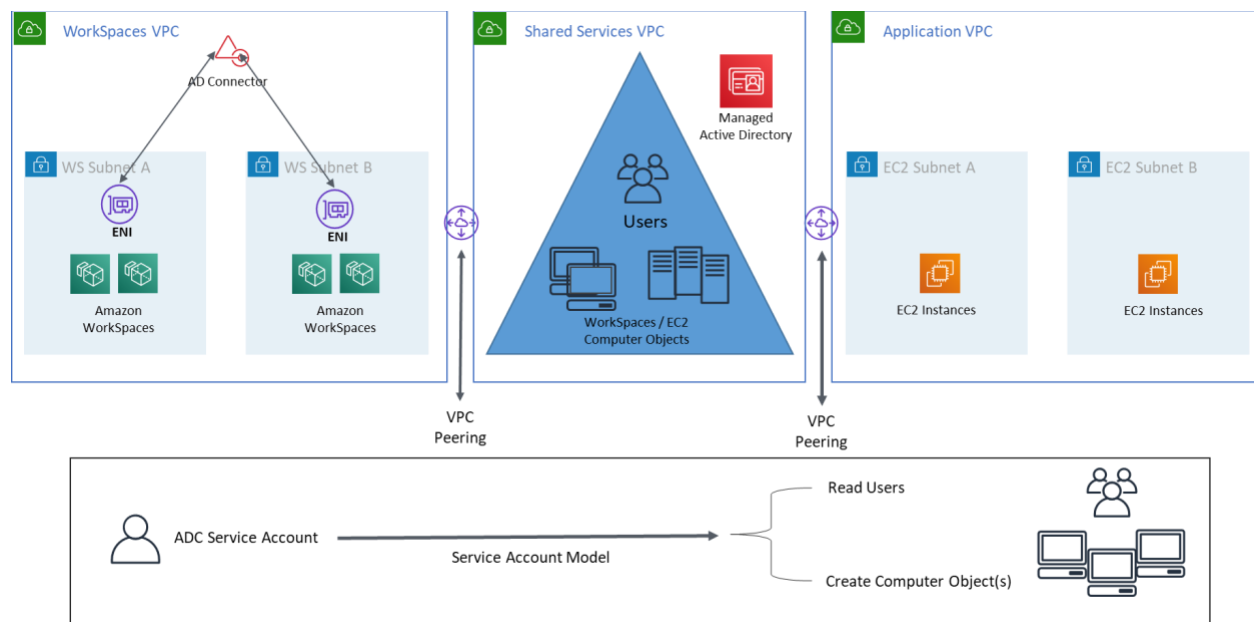 WorkSpaces VPC
AD Connector
WS Subnet A
ENI
Amazon
WorkSpaces
WS Subnet B
ENI
Amazon
WorkSpaces
Shared Services VPC
Managed
Active Directory
Users
WorkSpaces / EC2
Computer Objects
Application VPC
EC2 Subnet A
EC2 Instances
EC2 Subnet B
EC2 Instances
VPC
Peering
VPC
Peering
ADC Service Account
Service Account Model
Read Users
Create Computer Object(s)